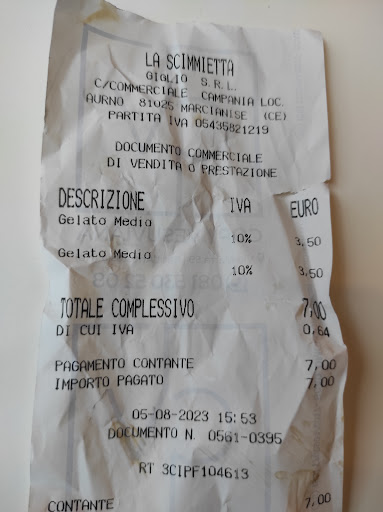 LA SCIMMIETTA
GIGLIO S.R.L.
C/COMMERCIALE CAMPANIA LOC.
AURNO 81025 MARCIANISE (CE)
PARTITA IVA 05435821219
DOCUMENTO COMMERCIALE
DI VENDITA O PRESTAZIONE
DESCRIZIONE IVA EURO
Gelato Medio
10% 3,50
Gelato Medio
10% 3,50
TOTALE COMPLESSIVO 7,00
DI CUI IVA 0,64
PAGAMENTO CONTANTE 7,00
IMPORTO PAGATO 7,00
05-08-2023 15:53
DOCUMENTO N. 0561-0395
RT 3CIPF104613
CONTANTE 7,00